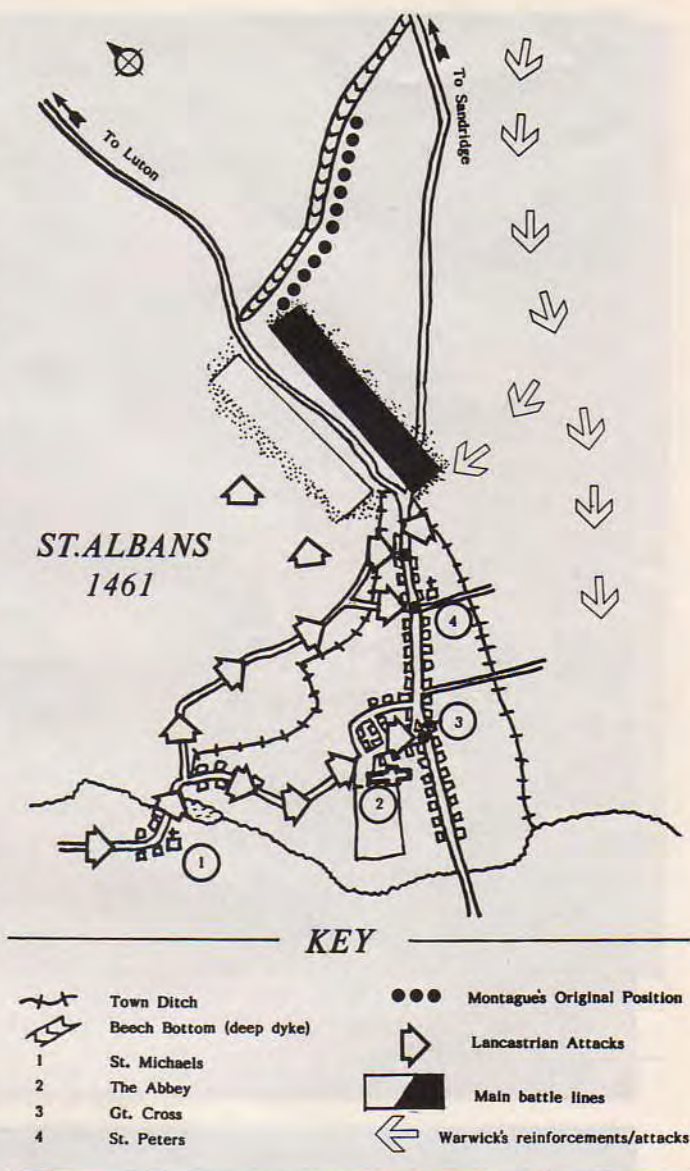 To Luton
To Sandridge
ST.ALBANS
1461
4
3
2
1
KEY
Town Ditch
Beech Bottom (deep dyke)
1 St. Michaels
2 The Abbey
3 Gt. Cross
4 St. Peters
Montague's Original Position
Lancastrian Attacks
Main battle lines
Warwick's reinforcements/attacks